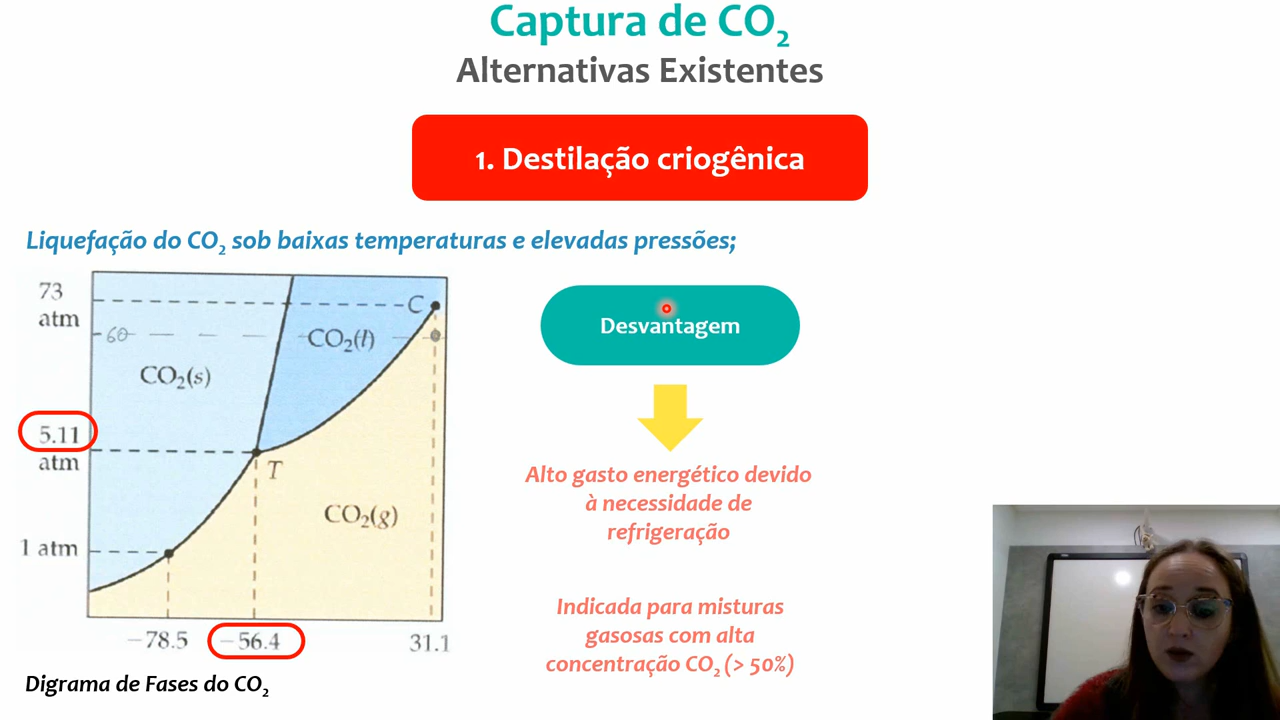 Captura de CO₂
Alternativas Existentes
1. Destilação criogênica
Liquefação do CO₂ sob baixas temperaturas e elevadas pressões;
73
atm
60
C
CO₂(l)
CO₂(s)
5.11
atm
T
CO₂(g)
1 atm
−78.5
−56.4
31.1
Digrama de Fases do CO₂
Desvantagem
Alto gasto energético devido
à necessidade de
refrigeração
Indicada para misturas
gasosas com alta
concentração CO₂ (> 50%)